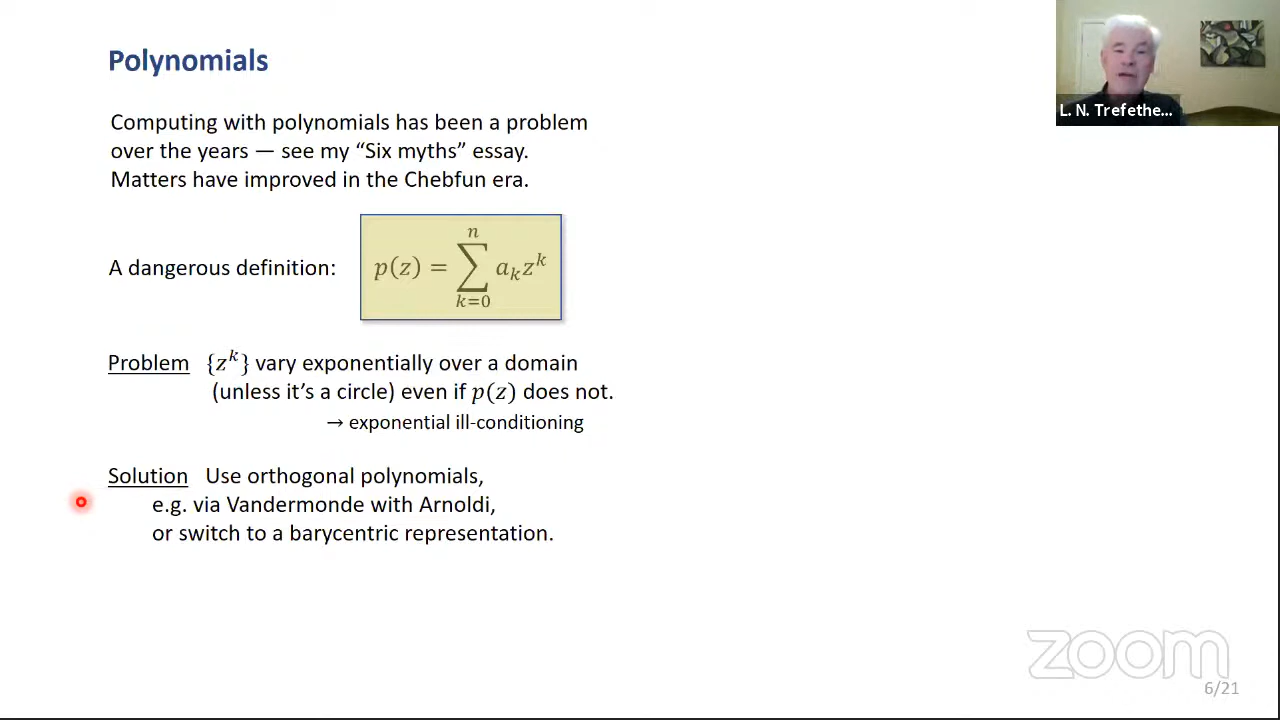 Polynomials
L. N. Trefethe...
Computing with polynomials has been a problem
over the years — see my “Six myths” essay.
Matters have improved in the Chebfun era.
A dangerous definition: p(z) = ∑_{k=0}^{n} a_k z^k
Problem {z^k} vary exponentially over a domain
(unless it's a circle) even if p(z) does not.
→ exponential ill-conditioning
Solution Use orthogonal polynomials,
e.g. via Vandermonde with Arnoldi,
or switch to a barycentric representation.
zoom
6/21